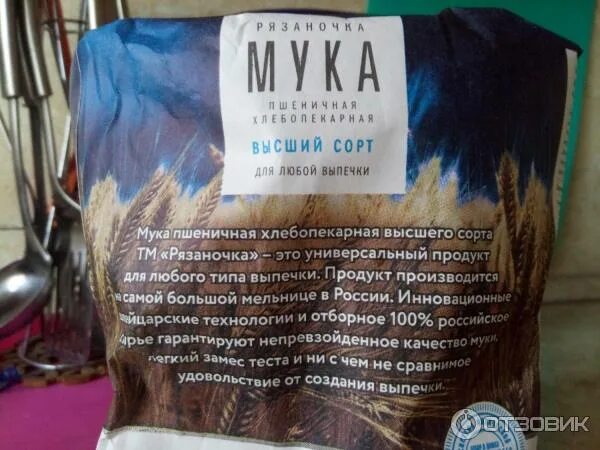 РЯЗАНОЧКА
МУКА
ПШЕНИЧНАЯ
ХЛЕБОПЕКАРНАЯ
ВЫСШИЙ СОРТ
ДЛЯ ЛЮБОЙ ВЫПЕЧКИ
Мука пшеничная хлебопекарная высшего сорта
ТМ «Рязаночка» – это универсальный продукт
для любого типа выпечки. Продукт производится
на самой большой мельнице в России. Инновационные
швейцарские технологии и отборное 100% российское
сырье гарантируют непревзойденное качество муки,
легкий замес теста и ни с чем не сравнимое
удовольствие от создания выпечки.
ОТЗОВИК